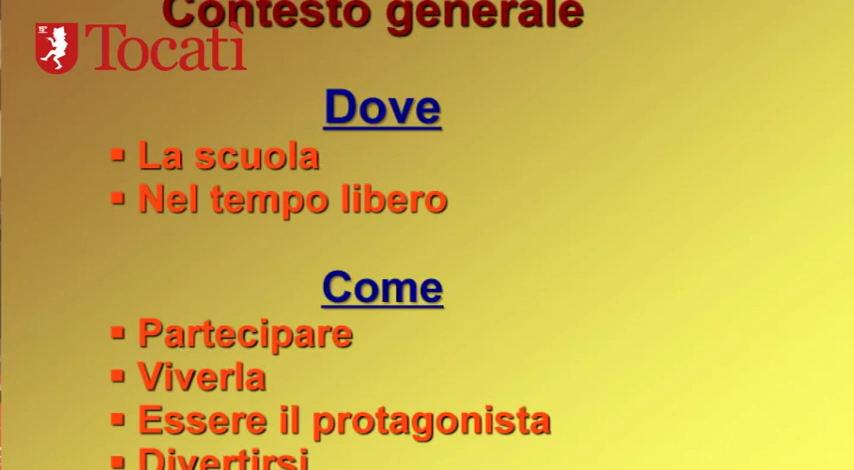 Contesto generale
Tocatì
Dove
▪ La scuola
▪ Nel tempo libero
Come
▪ Partecipare
▪ Viverla
▪ Essere il protagonista
▪ Divertirsi